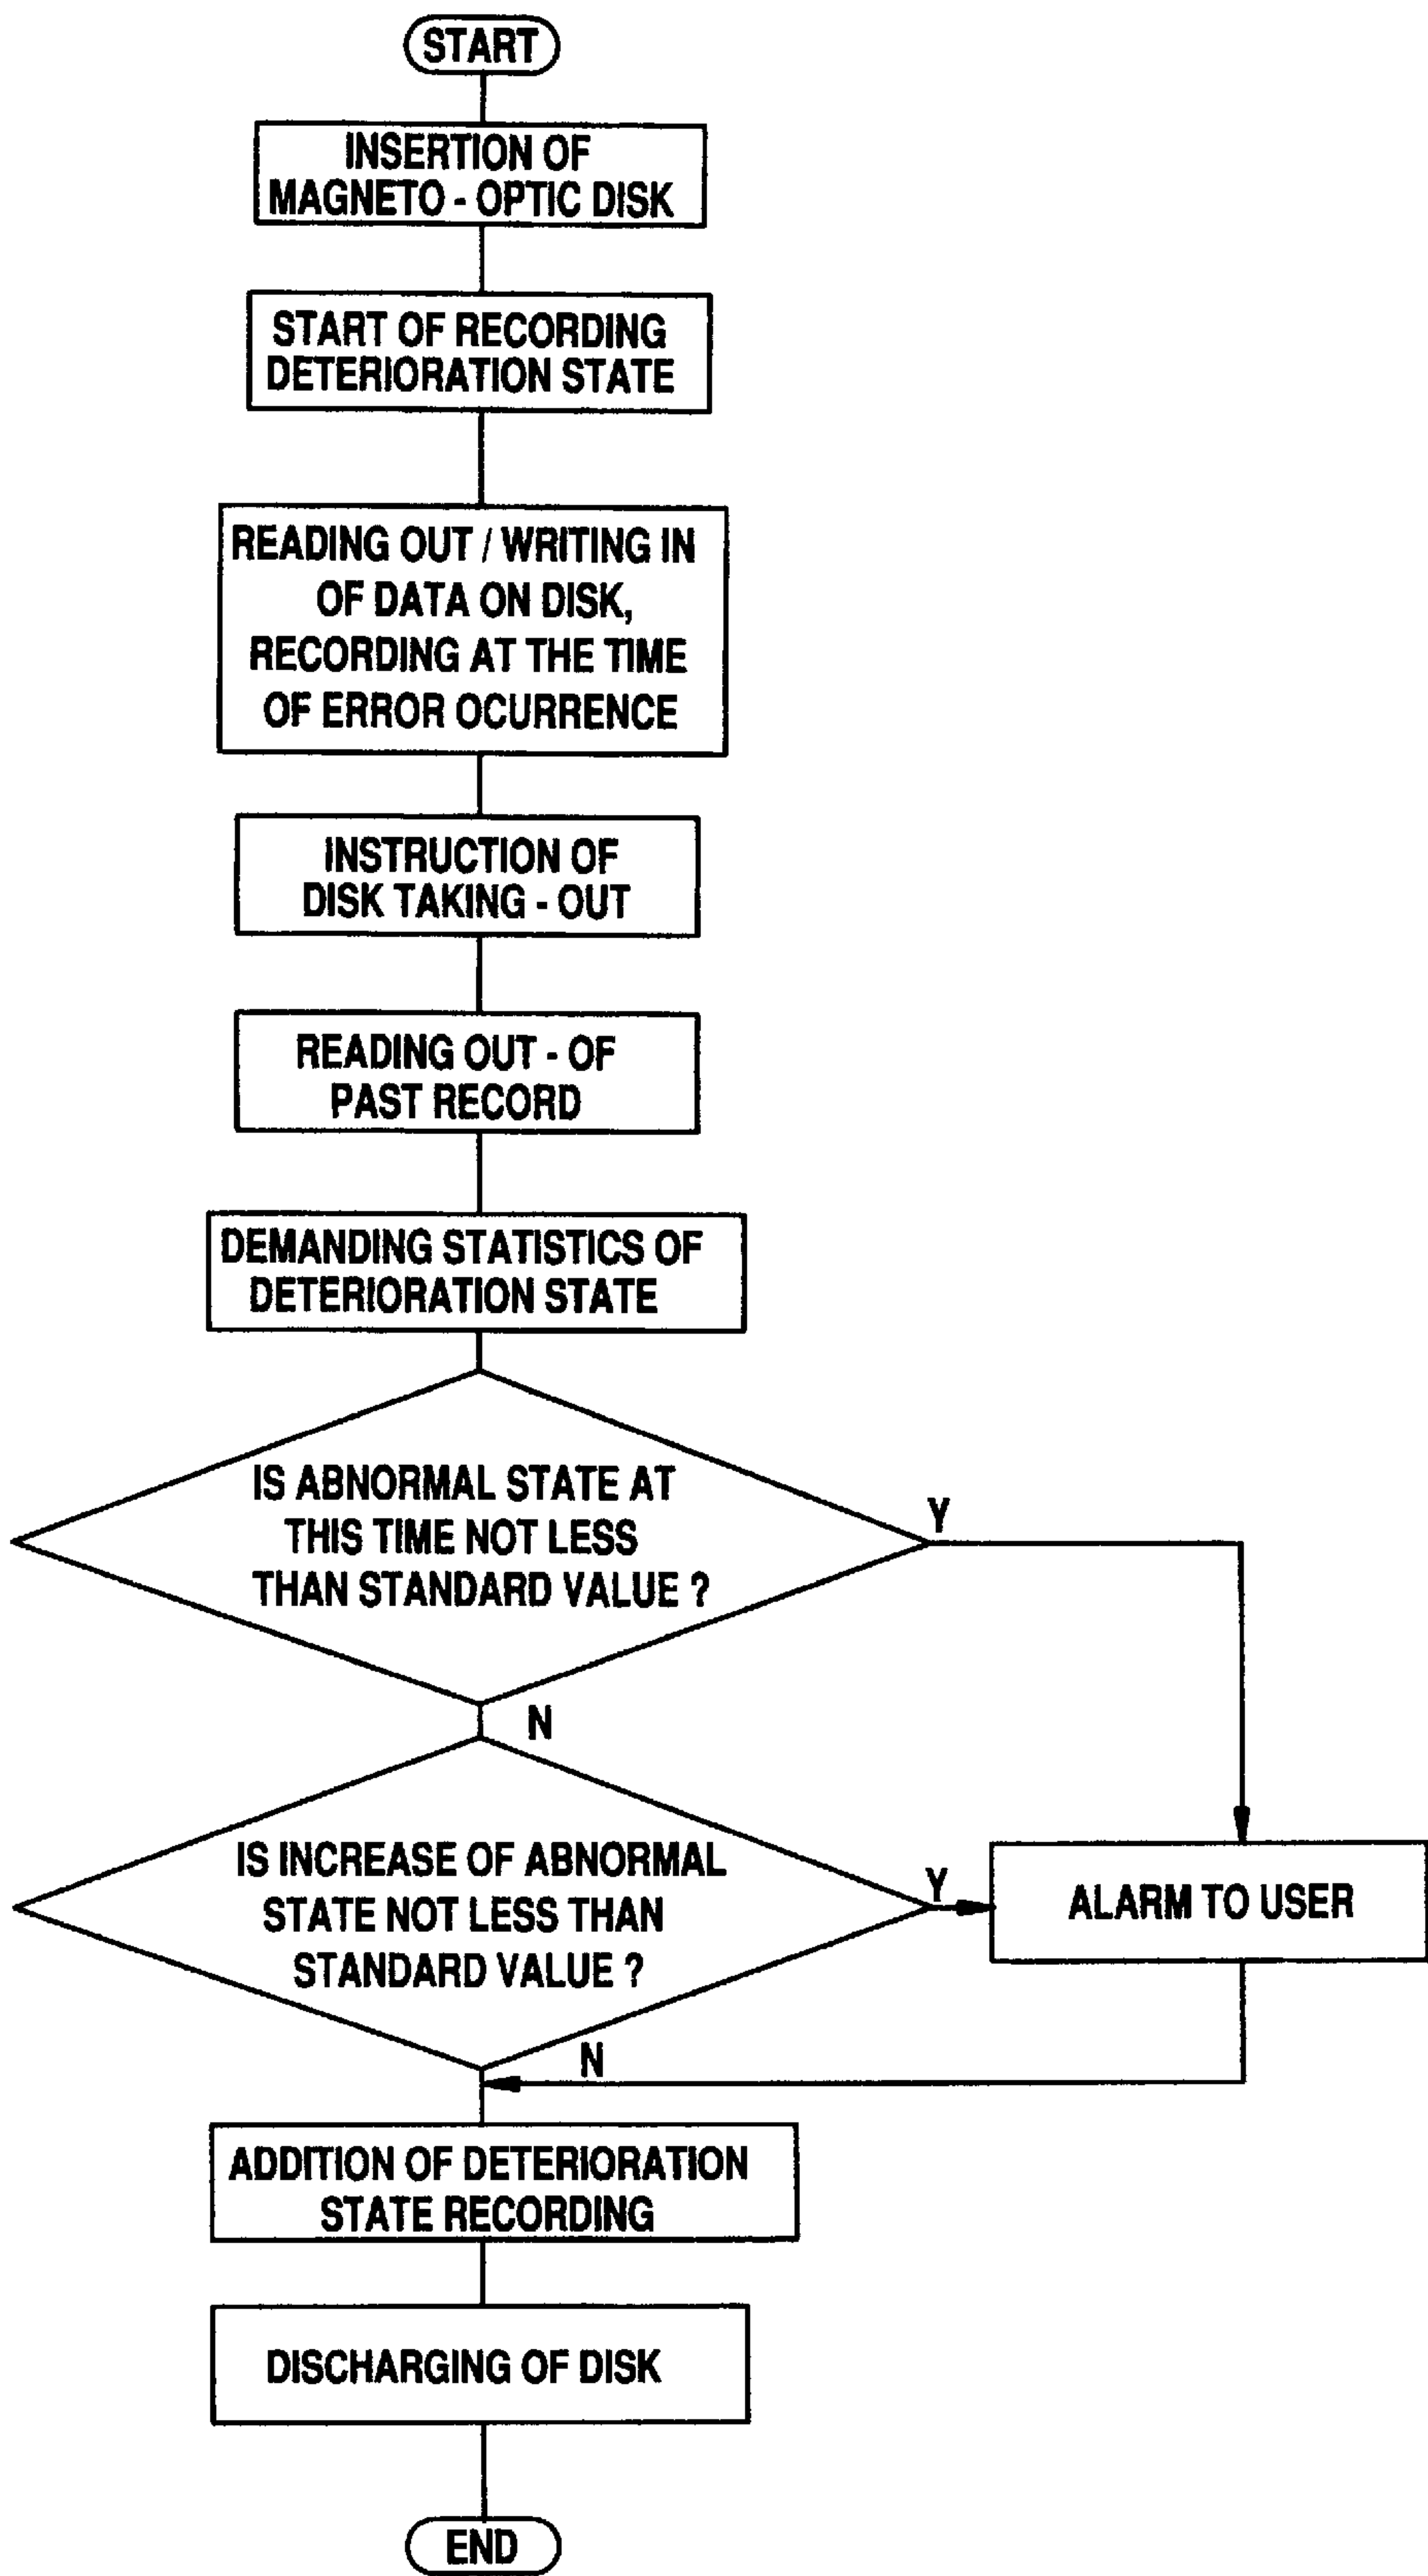 START
INSERTION OF
MAGNETO - OPTIC DISK
START OF RECORDING
DETERIORATION STATE
READING OUT / WRITING IN
OF DATA ON DISK,
RECORDING AT THE TIME
OF ERROR OCURRENCE
INSTRUCTION OF
DISK TAKING - OUT
READING OUT - OF
PAST RECORD
DEMANDING STATISTICS OF
DETERIORATION STATE
IS ABNORMAL STATE AT
THIS TIME NOT LESS
THAN STANDARD VALUE ?
Y
N
IS INCREASE OF ABNORMAL
STATE NOT LESS THAN
STANDARD VALUE ?
Y
ALARM TO USER
N
ADDITION OF DETERIORATION
STATE RECORDING
DISCHARGING OF DISK
END